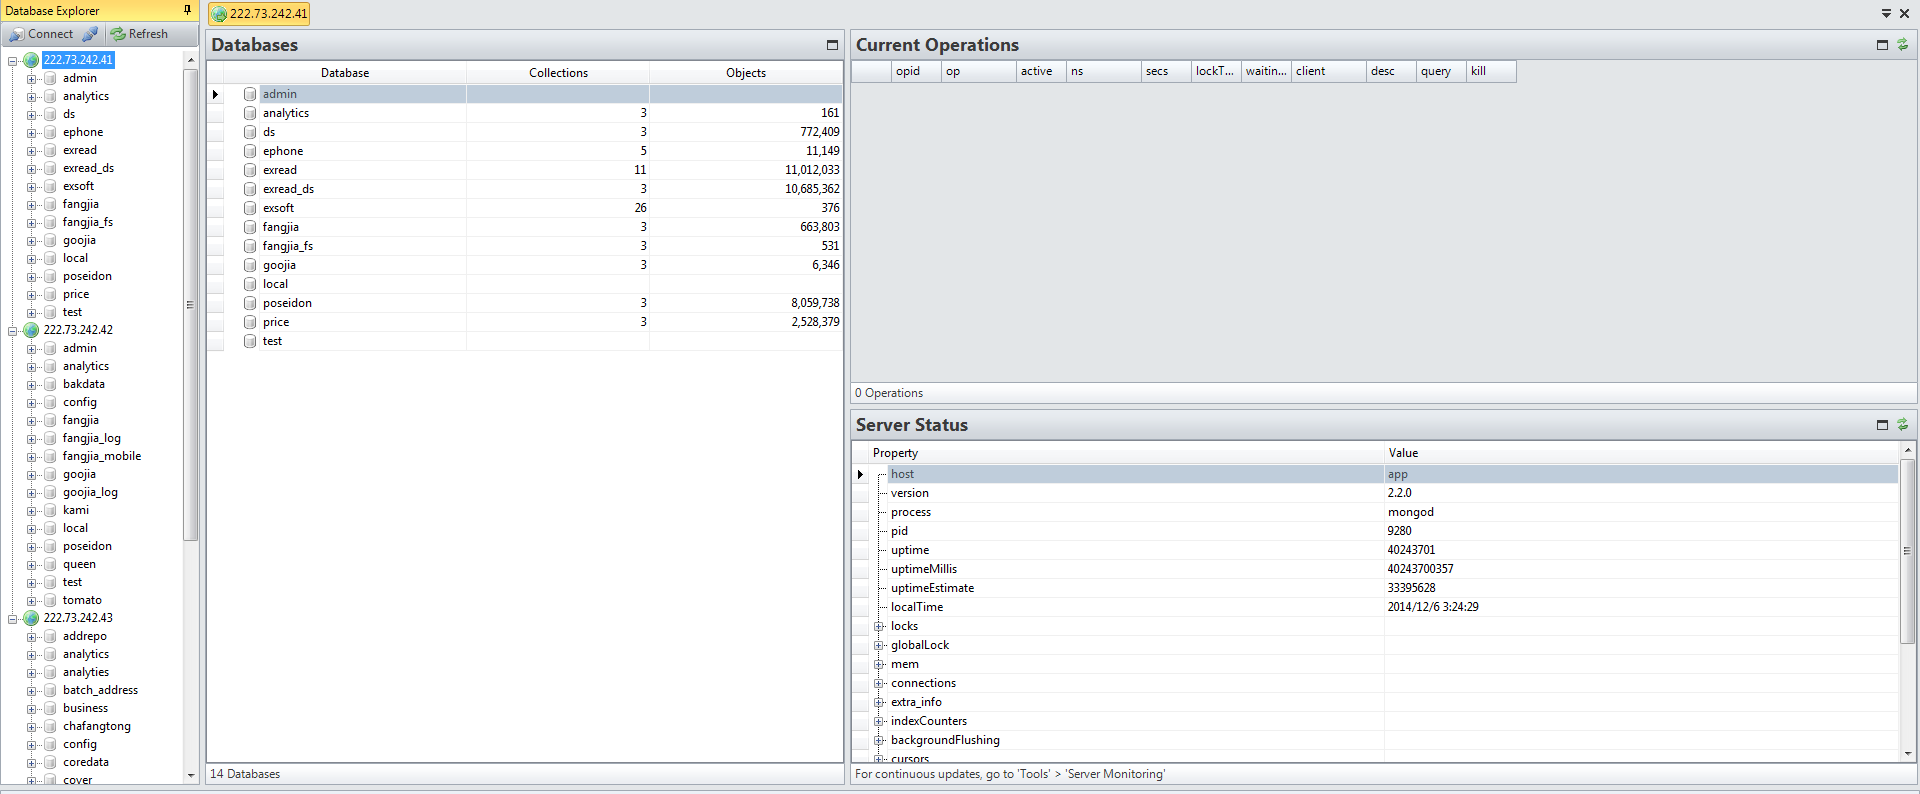 Database Explorer
Connect Refresh
222.73.242.41
admin
analytics
ds
ephone
exread
exread_ds
exsoft
fangjia
fangjia_fs
goojia
local
poseidon
price
test
222.73.242.42
admin
analytics
bakdata
config
fangjia
fangjia_log
fangjia_mobile
goojia
goojia_log
kami
local
poseidon
queen
test
tomato
222.73.242.43
addrepo
analytics
analyties
batch_address
business
chafangtong
config
coredata
cover
222.73.242.41
Databases
Database Collections Objects
admin
analytics 3 161
ds 3 772,409
ephone 5 11,149
exread 11 11,012,033
exread_ds 3 10,685,362
exsoft 26 376
fangjia 3 663,803
fangjia_fs 3 531
goojia 3 6,346
local
poseidon 3 8,059,738
price 3 2,528,379
test
14 Databases
Current Operations
opid op active ns secs lockT... waitin... client desc query kill
0 Operations
Server Status
Property Value
host app
version 2.2.0
process mongod
pid 9280
uptime 40243701
uptimeMillis 40243700357
uptimeEstimate 33395628
localTime 2014/12/6 3:24:29
locks
globalLock
mem
connections
extra_info
indexCounters
backgroundFlushing
cursors
For continuous updates, go to 'Tools' > 'Server Monitoring'